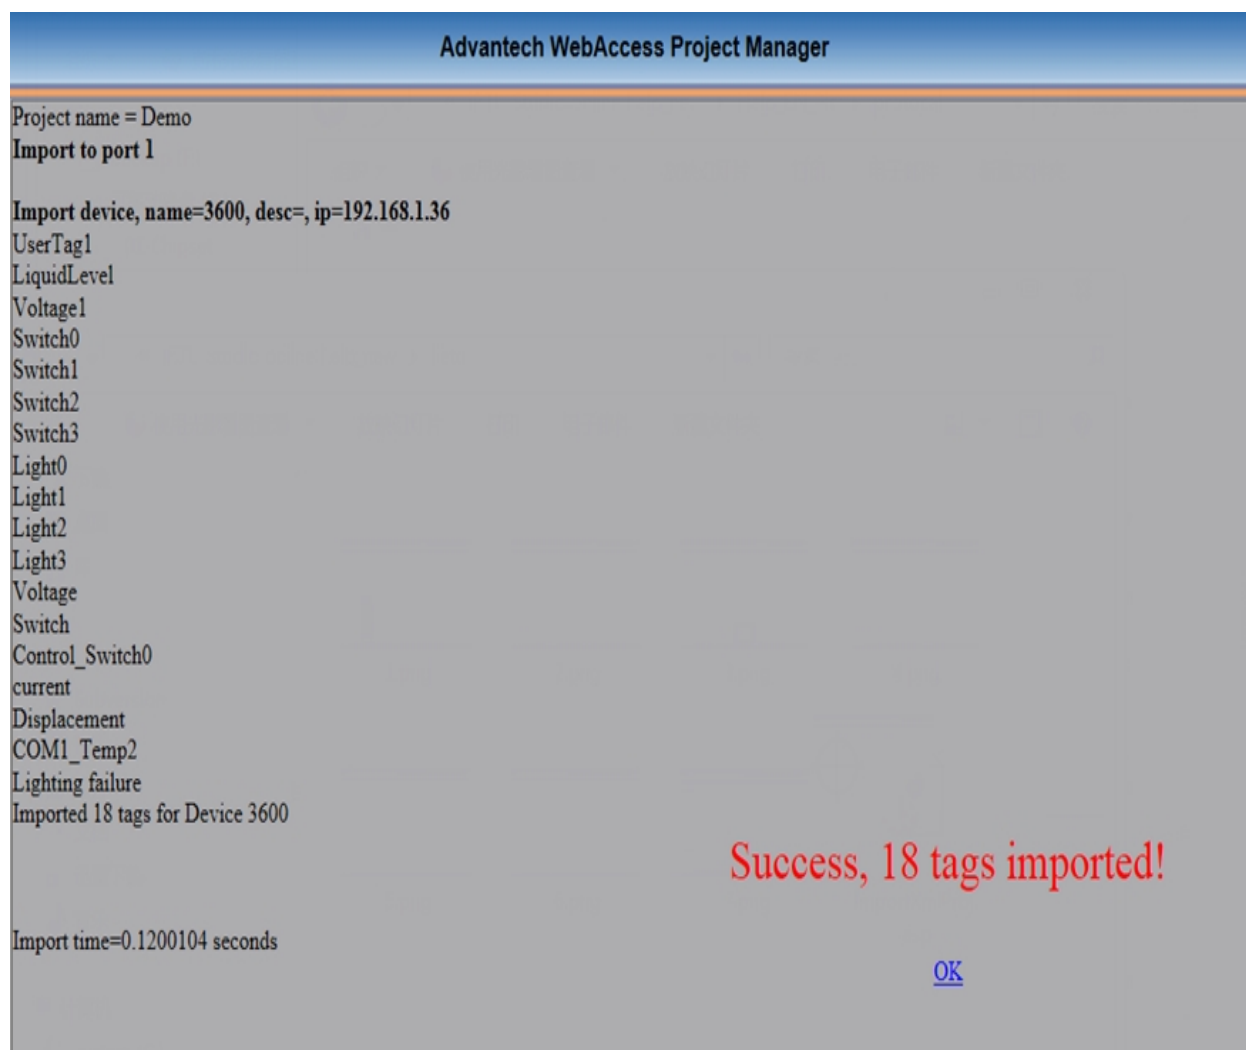 Advantech WebAccess Project Manager
Project name = Demo
Import to port 1
Import device, name=3600, desc=, ip=192.168.1.36
UserTag1
LiquidLevel
Voltage1
Switch0
Switch1
Switch2
Switch3
Light0
Light1
Light2
Light3
Voltage
Switch
Control_Switch0
current
Displacement
COM1_Temp2
Lighting failure
Imported 18 tags for Device 3600
Success, 18 tags imported!
Import time=0.1200104 seconds
OK